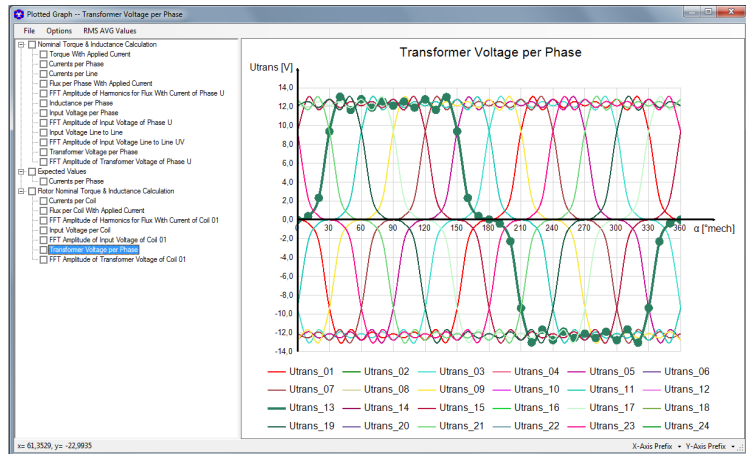 Plotted Graph -- Transformer Voltage per Phase
File Options RMS AVG Values
Nominal Torque & Inductance Calculation
Torque With Applied Current
Currents per Phase
Currents per Line
Flux per Phase With Applied Current
FFT Amplitude of Harmonics for Flux With Current of Phase U
Inductance per Phase
Input Voltage per Phase
FFT Amplitude of Input Voltage of Phase U
Input Voltage Line to Line
FFT Amplitude of Input Voltage Line to Line UV
Transformer Voltage per Phase
FFT Amplitude of Transformer Voltage of Phase U
Expected Values
Currents per Phase
Rotor Nominal Torque & Inductance Calculation
Currents per Coil
Flux per Coil With Applied Current
FFT Amplitude of Harmonics for Flux With Current of Coil 01
Input Voltage per Coil
FFT Amplitude of Input Voltage of Coil 01
Transformer Voltage per Phase
FFT Amplitude of Transformer Voltage of Coil 01
Transformer Voltage per Phase
Utrans [V]
14,0
12,0
10,0
8,0
6,0
4,0
2,0
0,0
-2,0
-4,0
-6,0
-8,0
-10,0
-12,0
-14,0
0 30 60 90 120 150 180 210 240 270 300 330 360
α [°mech]
Utrans_01 Utrans_02 Utrans_03 Utrans_04 Utrans_05 Utrans_06
Utrans_07 Utrans_08 Utrans_09 Utrans_10 Utrans_11 Utrans_12
Utrans_13 Utrans_14 Utrans_15 Utrans_16 Utrans_17 Utrans_18
Utrans_19 Utrans_20 Utrans_21 Utrans_22 Utrans_23 Utrans_24
x= 61,3529, y= -22,9935 X-Axis Prefix Y-Axis Prefix